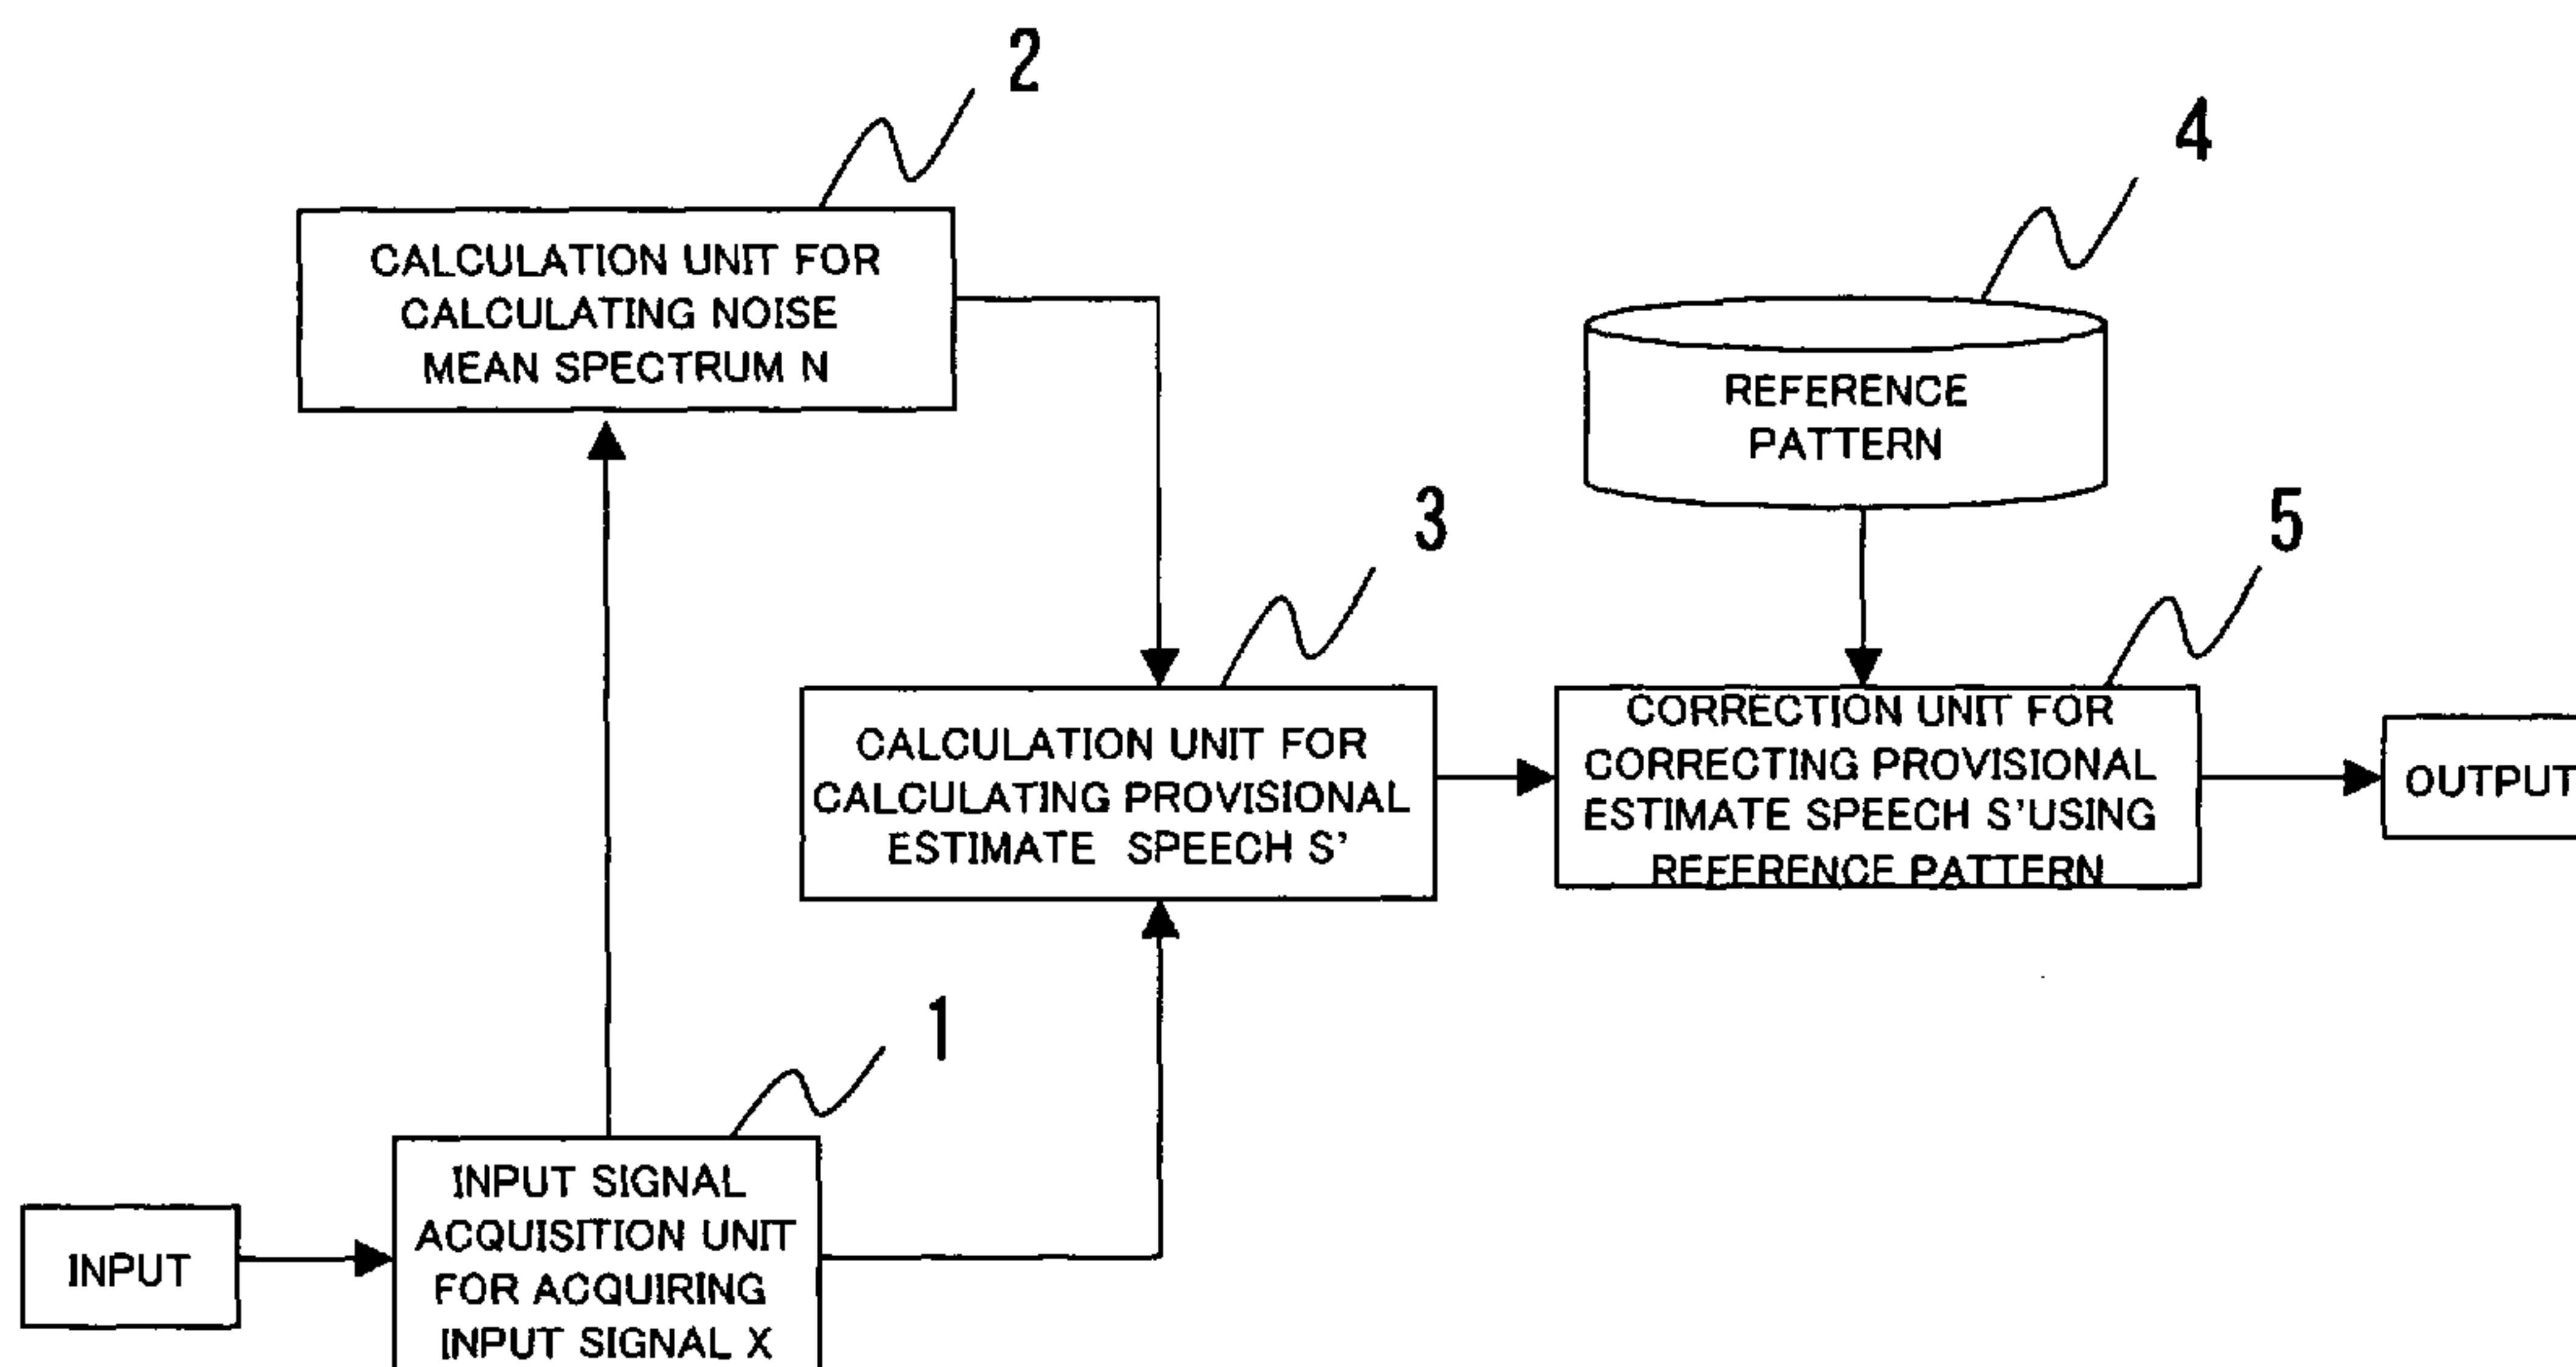 2
CALCULATION UNIT FOR
CALCULATING NOISE
MEAN SPECTRUM N
4
REFERENCE
PATTERN
3
CALCULATION UNIT FOR
CALCULATING PROVISIONAL
ESTIMATE SPEECH S'
5
CORRECTION UNIT FOR
CORRECTING PROVISIONAL
ESTIMATE SPEECH S'USING
REFERENCE PATTERN
OUTPUT
1
INPUT SIGNAL
ACQUISITION UNIT
FOR ACQUIRING
INPUT SIGNAL X
INPUT